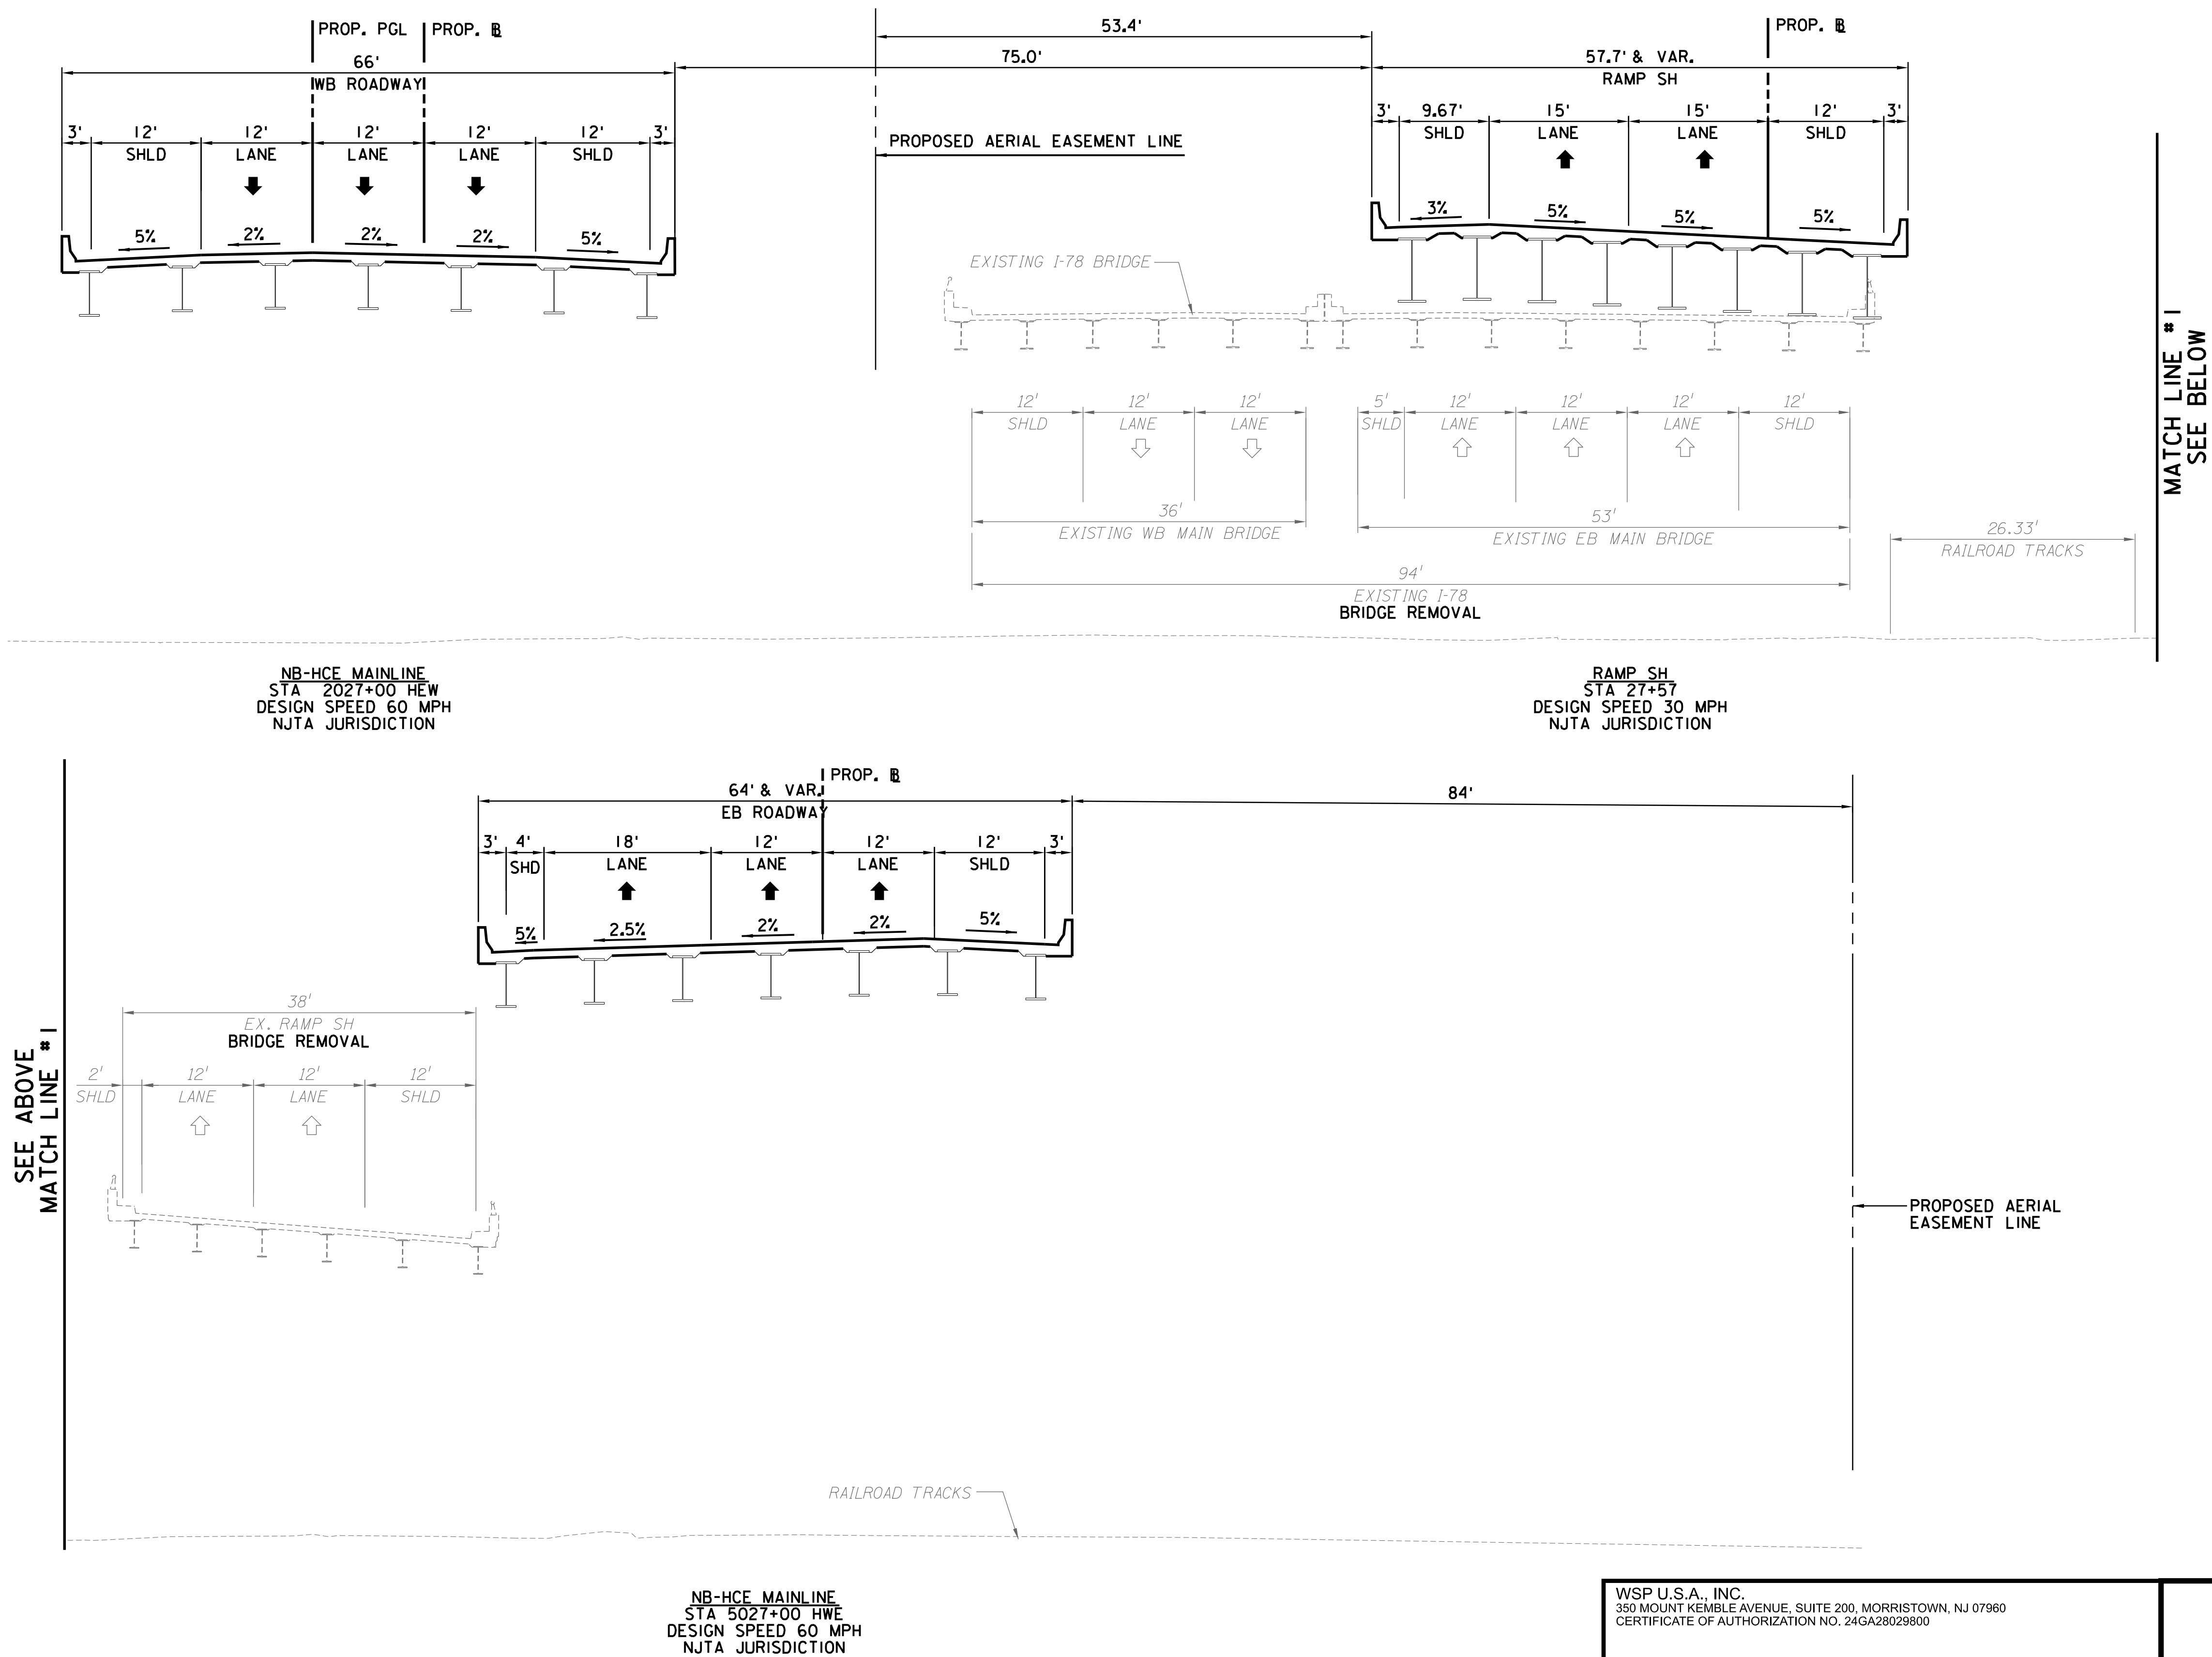 PROP. PGL PROP. BL
53.4'
PROP. BL
66'
75.0'
57.7' & VAR.
WB ROADWAY
RAMP SH
3' 12' 12' 12' 12' 12' 3'
SHLD LANE LANE LANE SHLD
3' 9.67' 15' 15' 12' 3'
SHLD LANE LANE SHLD
PROPOSED AERIAL EASEMENT LINE
5% 2% 2% 2% 5%
3% 5% 5% 5%
EXISTING I-78 BRIDGE
MATCH LINE #1
SEE BELOW
12' 12' 12' 5' 12' 12' 12' 12'
SHLD LANE LANE SHLD LANE LANE LANE SHLD
36'
EXISTING WB MAIN BRIDGE
53'
EXISTING EB MAIN BRIDGE
26.33'
RAILROAD TRACKS
94'
EXISTING I-78
BRIDGE REMOVAL
NB-HCE MAINLINE
STA 2027+00 HEW
DESIGN SPEED 60 MPH
NJTA JURISDICTION
RAMP SH
STA 27+57
DESIGN SPEED 30 MPH
NJTA JURISDICTION
PROP. BL
64' & VAR.
EB ROADWAY
84'
3' 4' 18' 12' 12' 12' 3'
SHD LANE LANE LANE SHLD
5% 2.5% 2% 2% 5%
38'
EX. RAMP SH
BRIDGE REMOVAL
2' 12' 12' 12'
SHLD LANE LANE SHLD
SEE ABOVE
MATCH LINE #1
PROPOSED AERIAL
EASEMENT LINE
RAILROAD TRACKS
NB-HCE MAINLINE
STA 5027+00 HWE
DESIGN SPEED 60 MPH
NJTA JURISDICTION
WSP U.S.A., INC.
350 MOUNT KEMBLE AVENUE, SUITE 200, MORRISTOWN, NJ 07960
CERTIFICATE OF AUTHORIZATION NO. 24GA28029800